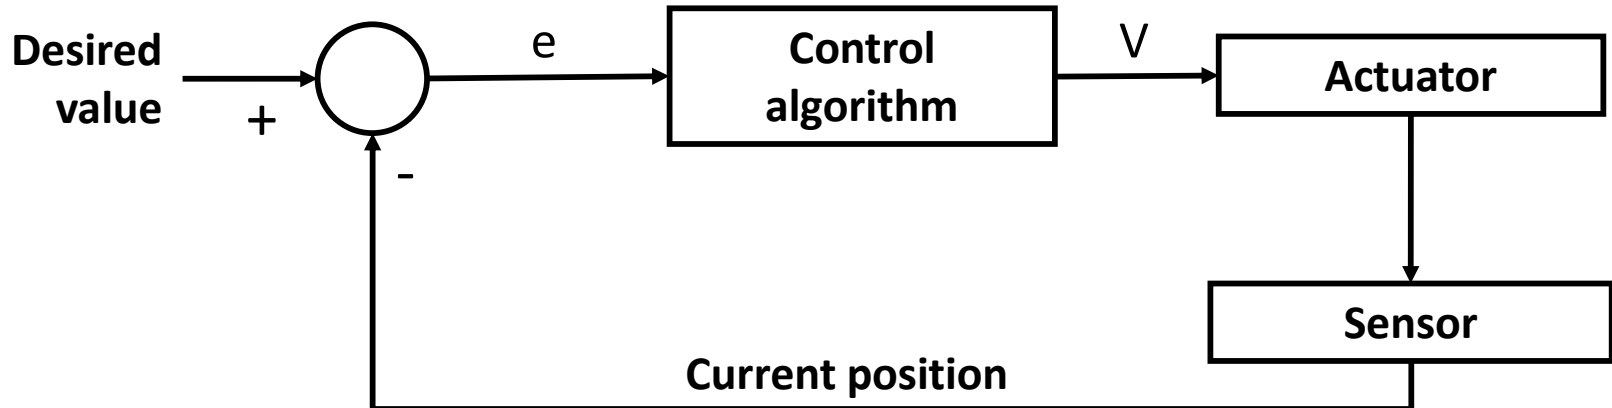 Desired
value
+
-
e
Control
algorithm
V
Actuator
Sensor
Current position